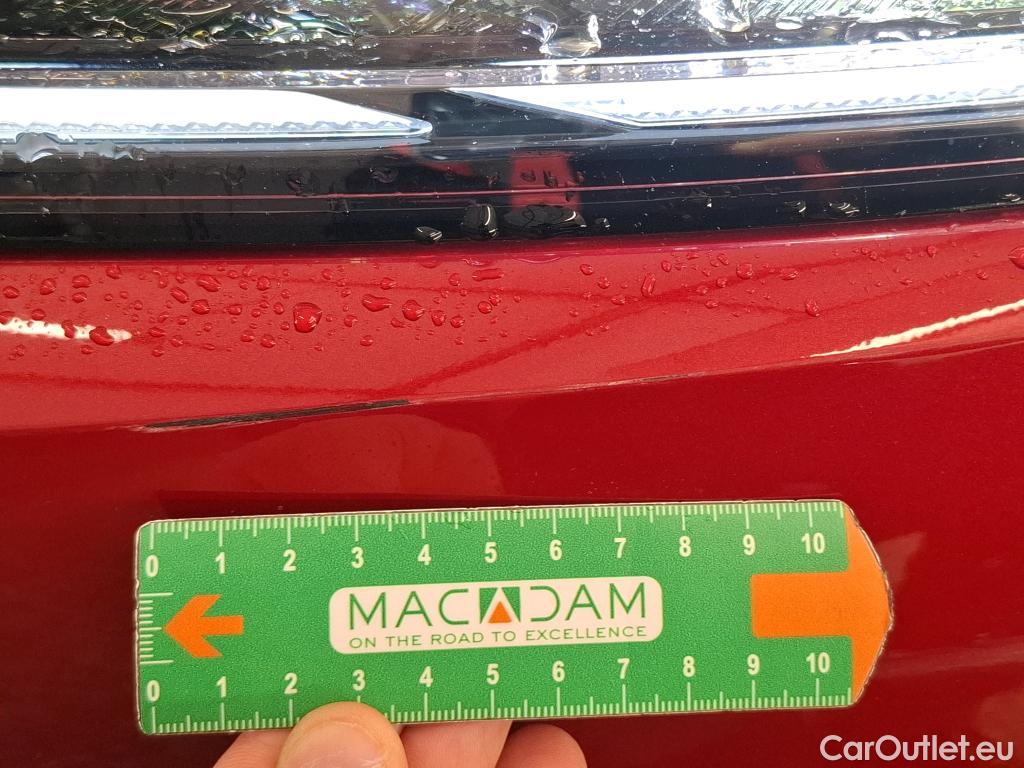 0 1 2 3 4 5 6 7 8 9 10
MACADAM
ON THE ROAD TO EXCELLENCE
0 1 2 3 4 5 6 7 8 9 10
CarOutlet.eu